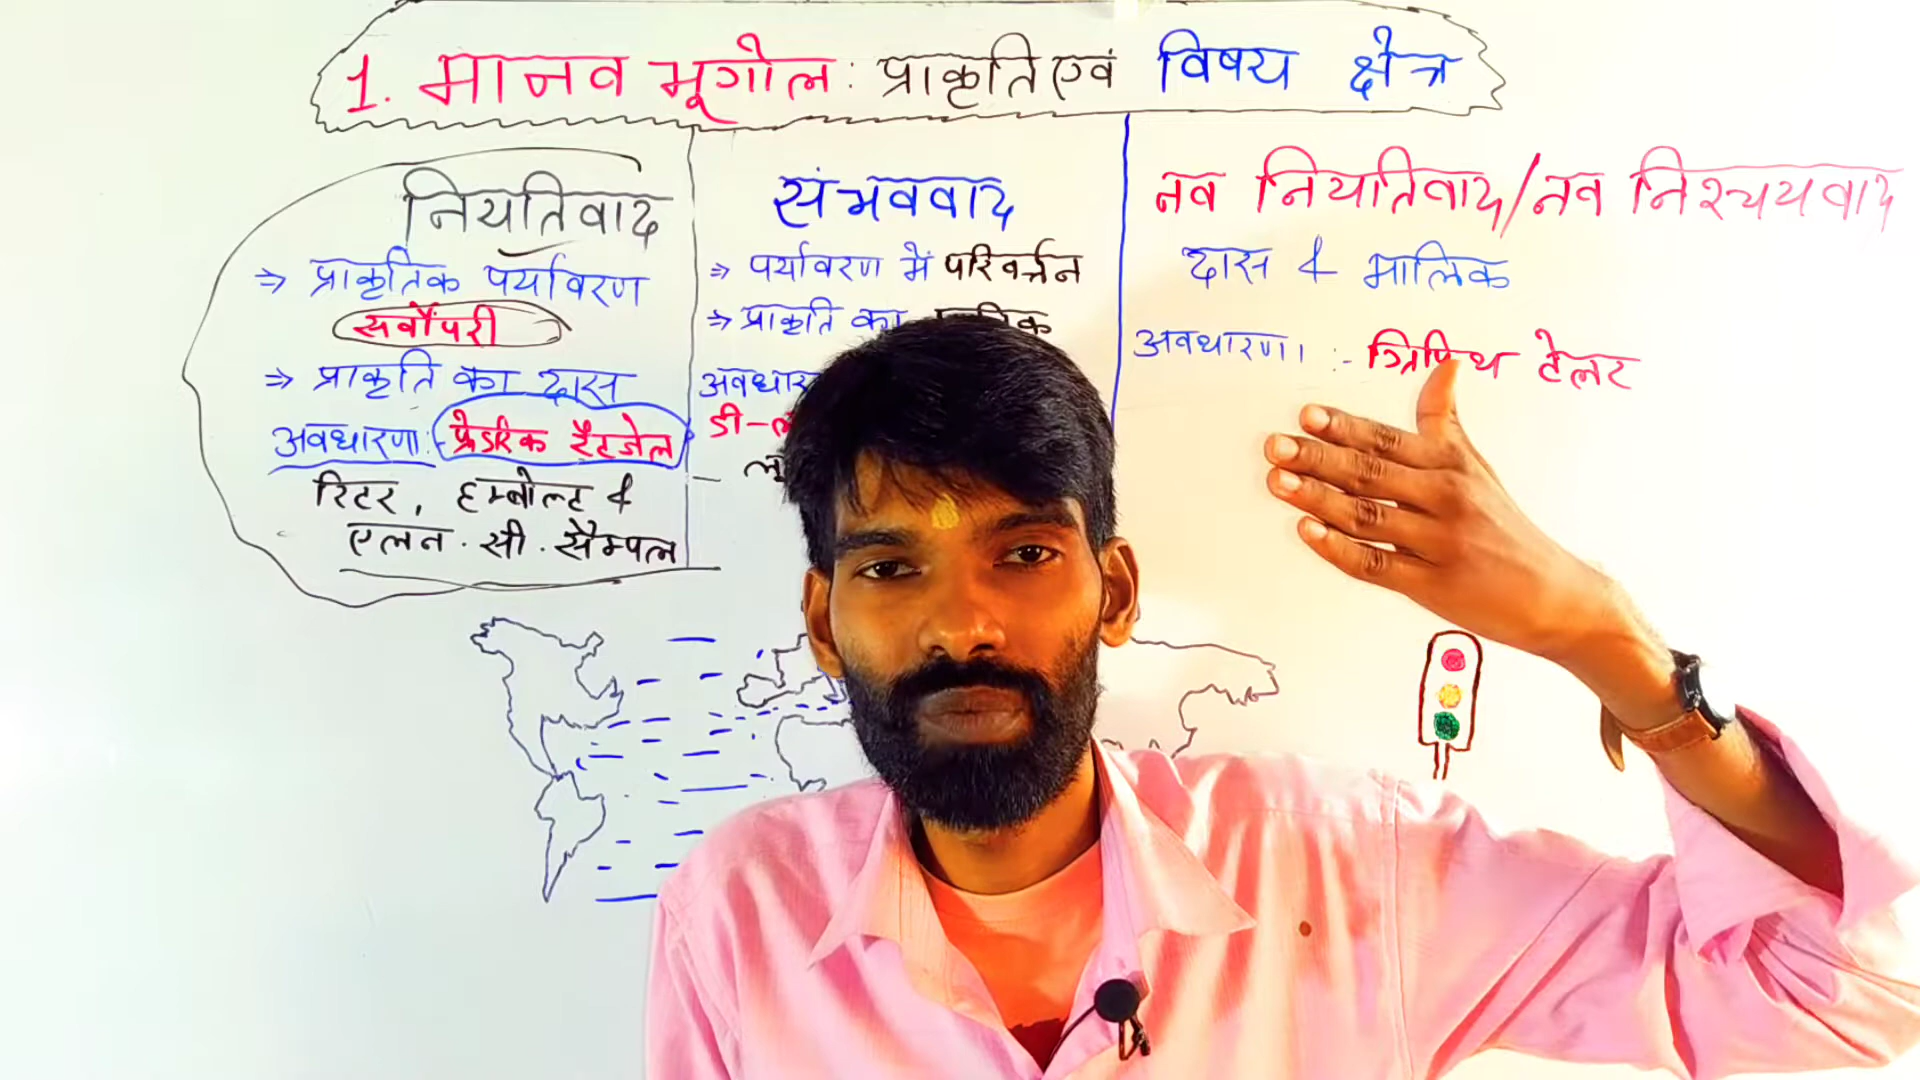 1. मानव भूगोल : प्राकृति एवं विषय क्षेत्र
नियतिवाद
⇒ प्राकृतिक पर्यावरण
सर्वोपरी
⇒ प्राकृति का दास
अवधारणा :- फ्रेडरिक रैटजेल
रिटर, हम्बोल्ट &
एलन. सी. सैम्पल
संभववाद
⇒ पर्यावरण में परिवर्त्तन
⇒ प्राकृति का
डी-
नव नियतिवाद/नव निश्चयवाद
दास & मालिक
अवधारणा :- ग्रिफिथ टेलर